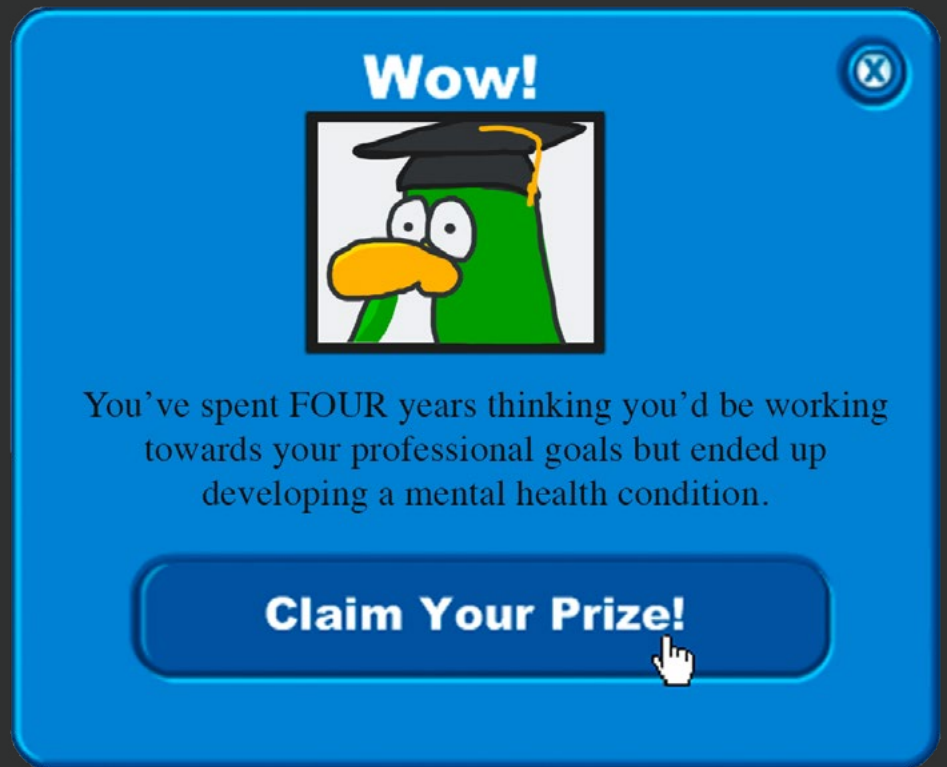 Wow!
X
You’ve spent FOUR years thinking you’d be working
towards your professional goals but ended up
developing a mental health condition.
Claim Your Prize!